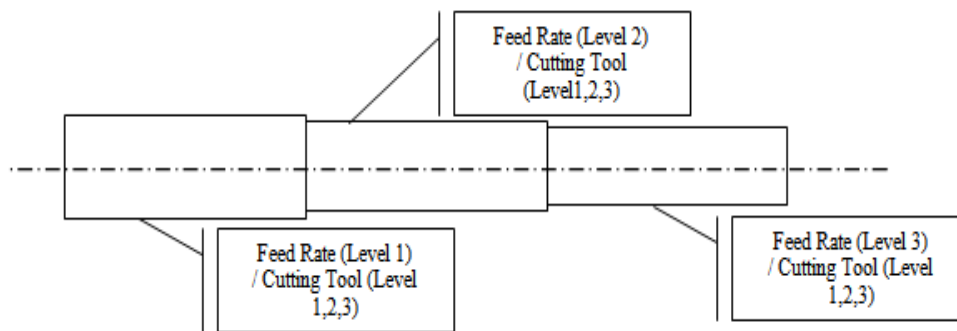 Feed Rate (Level 2)
/ Cutting Tool
(Level1,2,3)
Feed Rate (Level 1)
/ Cutting Tool (Level
1,2,3)
Feed Rate (Level 3)
/ Cutting Tool (Level
1,2,3)